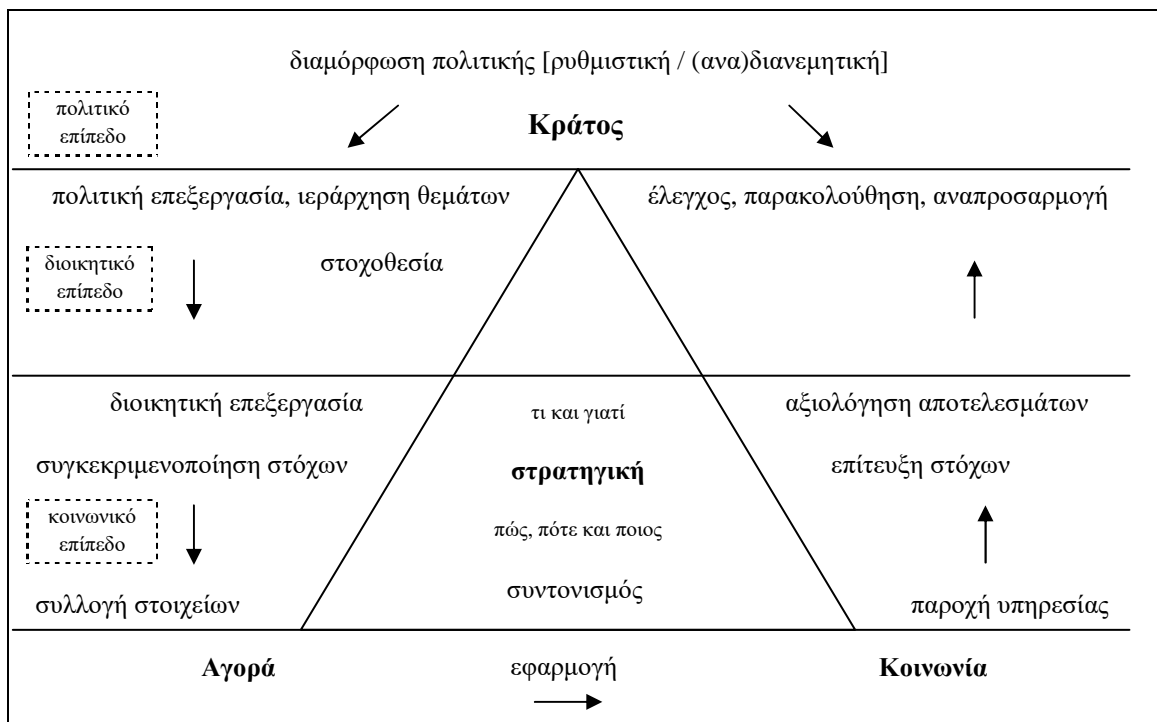 διαμόρφωση πολιτικής [ρυθμιστική / (ανα)διανεμητική]
πολιτικό
επίπεδο
Κράτος
πολιτική επεξεργασία, ιεράρχηση θεμάτων
έλεγχος, παρακολούθηση, αναπροσαρμογή
διοικητικό
επίπεδο
στοχοθεσία
διοικητική επεξεργασία
τι και γιατί
αξιολόγηση αποτελεσμάτων
συγκεκριμενοποίηση στόχων
στρατηγική
επίτευξη στόχων
κοινωνικό
επίπεδο
πώς, πότε και ποιος
συλλογή στοιχείων
συντονισμός
παροχή υπηρεσίας
Αγορά
εφαρμογή
Κοινωνία